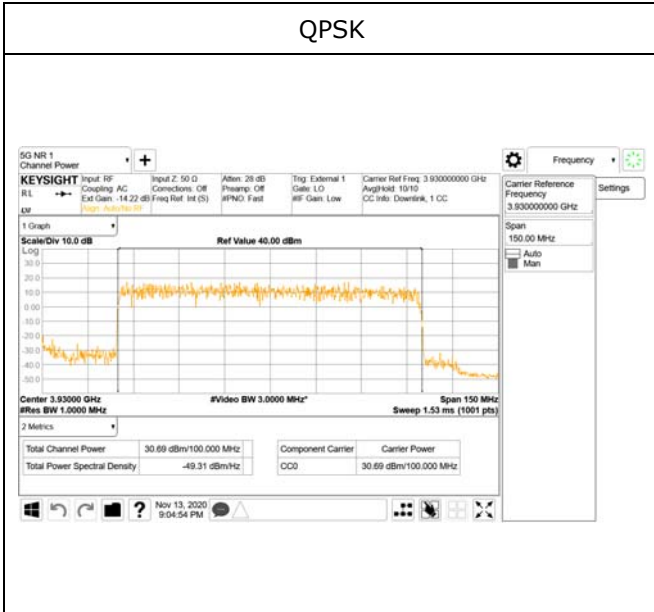 QPSK
5G NR 1
Channel Power
Frequency
KEYSIGHT
Input: RF
Input Z: 50 Ω
Atten: 28 dB
Trig: External 1
Carrier Ref Freq: 3.930000000 GHz
RL
Coupling: AC
Corrections: Off
Preamp: Off
Gate: LO
Avg|Hold: 10/10
Ext Gain: -14.22 dB
Freq Ref: Int (S)
#PNO: Fast
#IF Gain: Low
CC Info: Downlink, 1 CC
Align: Auto/No RF
Carrier Reference
Frequency
3.930000000 GHz
Settings
Span
150.00 MHz
Auto
Man
1 Graph
Scale/Div 10.0 dB
Ref Value 40.00 dBm
Log
30.0
20.0
10.0
0.00
-10.0
-20.0
-30.0
-40.0
-50.0
Center 3.93000 GHz
#Video BW 3.0000 MHz*
Span 150 MHz
#Res BW 1.0000 MHz
Sweep 1.53 ms (1001 pts)
2 Metrics
Total Channel Power
30.69 dBm/100.000 MHz
Component Carrier
Carrier Power
Total Power Spectral Density
-49.31 dBm/Hz
CC0
30.69 dBm/100.000 MHz
?
Nov 13, 2020
9:04:54 PM